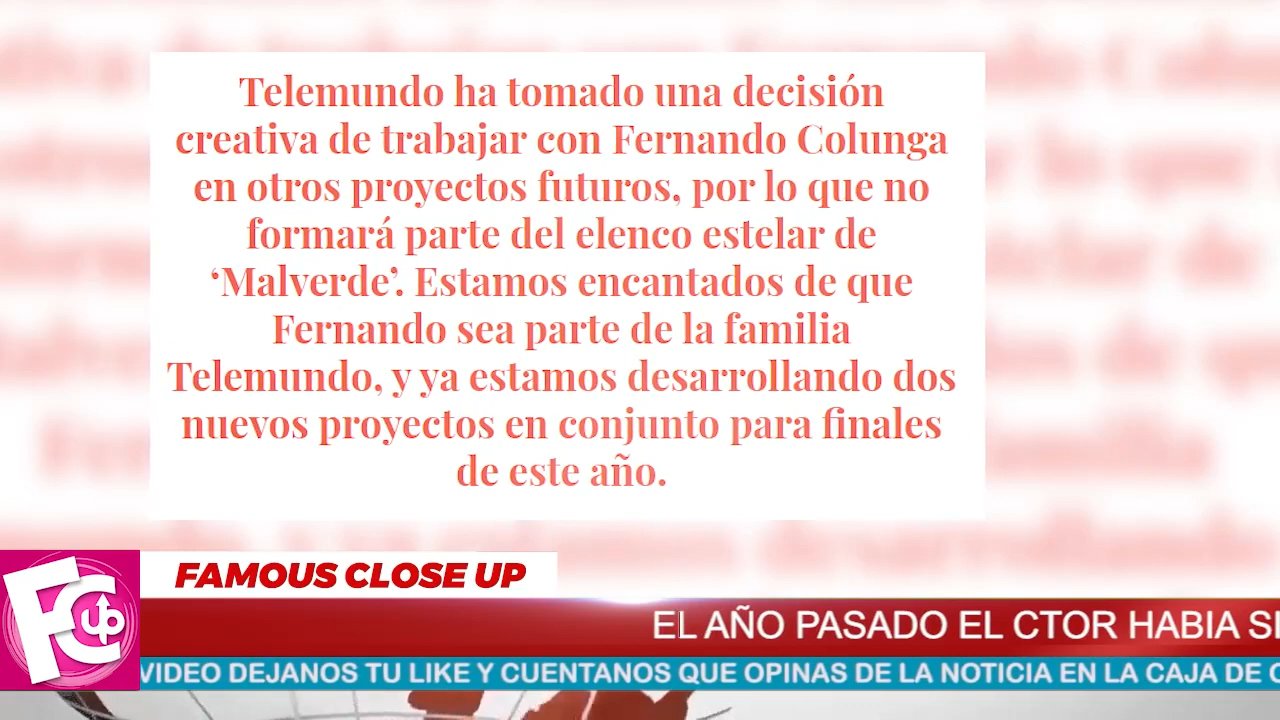 Telemundo ha tomado una decisión
creativa de trabajar con Fernando Colunga
en otros proyectos futuros, por lo que no
formará parte del elenco estelar de
‘Malverde’. Estamos encantados de que
Fernando sea parte de la familia
Telemundo, y ya estamos desarrollando dos
nuevos proyectos en conjunto para finales
de este año.
FC UP
FAMOUS CLOSE UP
EL AÑO PASADO EL CTOR HABIA
VIDEO DEJANOS TU LIKE Y CUENTANOS QUE OPINAS DE LA NOTICIA EN LA CAJA DE